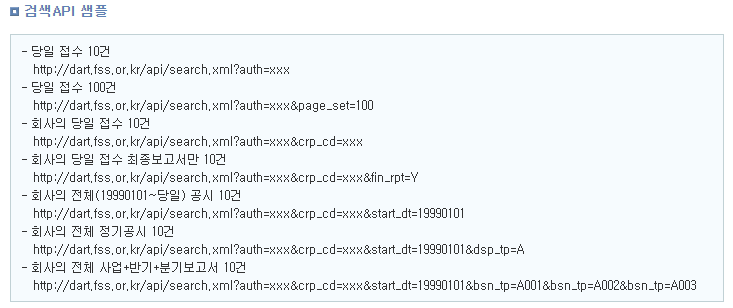 검색API 샘플
- 당일 접수 10건
http://dart.fss.or.kr/api/search.xml?auth=xxx
- 당일 접수 100건
http://dart.fss.or.kr/api/search.xml?auth=xxx&page_set=100
- 회사의 당일 접수 10건
http://dart.fss.or.kr/api/search.xml?auth=xxx&crp_cd=xxx
- 회사의 당일 접수 최종보고서만 10건
http://dart.fss.or.kr/api/search.xml?auth=xxx&crp_cd=xxx&fin_rpt=Y
- 회사의 전체(19990101~당일) 공시 10건
http://dart.fss.or.kr/api/search.xml?auth=xxx&crp_cd=xxx&start_dt=19990101
- 회사의 전체 정기공시 10건
http://dart.fss.or.kr/api/search.xml?auth=xxx&crp_cd=xxx&start_dt=19990101&dsp_tp=A
- 회사의 전체 사업+반기+분기보고서 10건
http://dart.fss.or.kr/api/search.xml?auth=xxx&crp_cd=xxx&start_dt=19990101&bsn_tp=A001&bsn_tp=A002&bsn_tp=A003